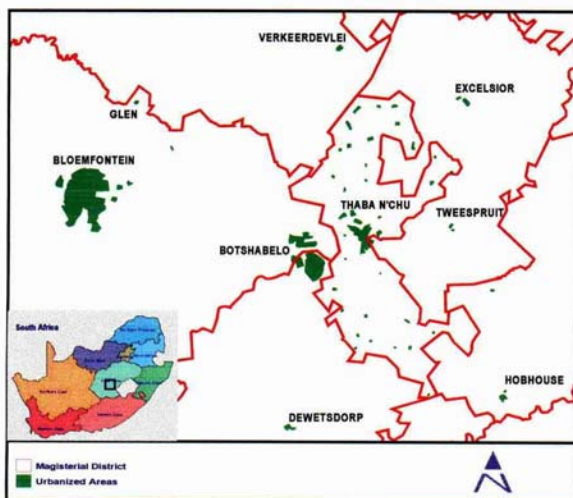 VERKEERDEVLEI
EXCELSIOR
GLEN
BLOEMFONTEIN
THABA N'CHU
TWEESPRUIT
BOTSHABELO
South Africa
HOBHOUSE
DEWETSDORP
Magisterial District
Urbanized Areas